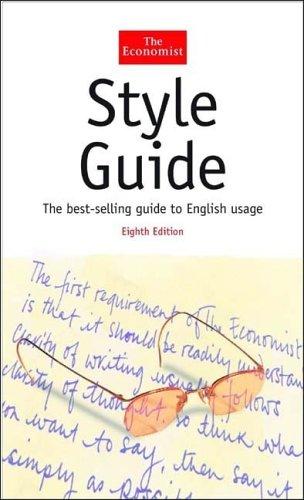 The
Economist
Style
Guide
The best-selling guide to English usage
Eighth Edition
The first requirement of The Economist
is that it should be readily understan
Clarity of writing usually follows
clarity of thought. So think wha
you want to say, then say it
simply as possi